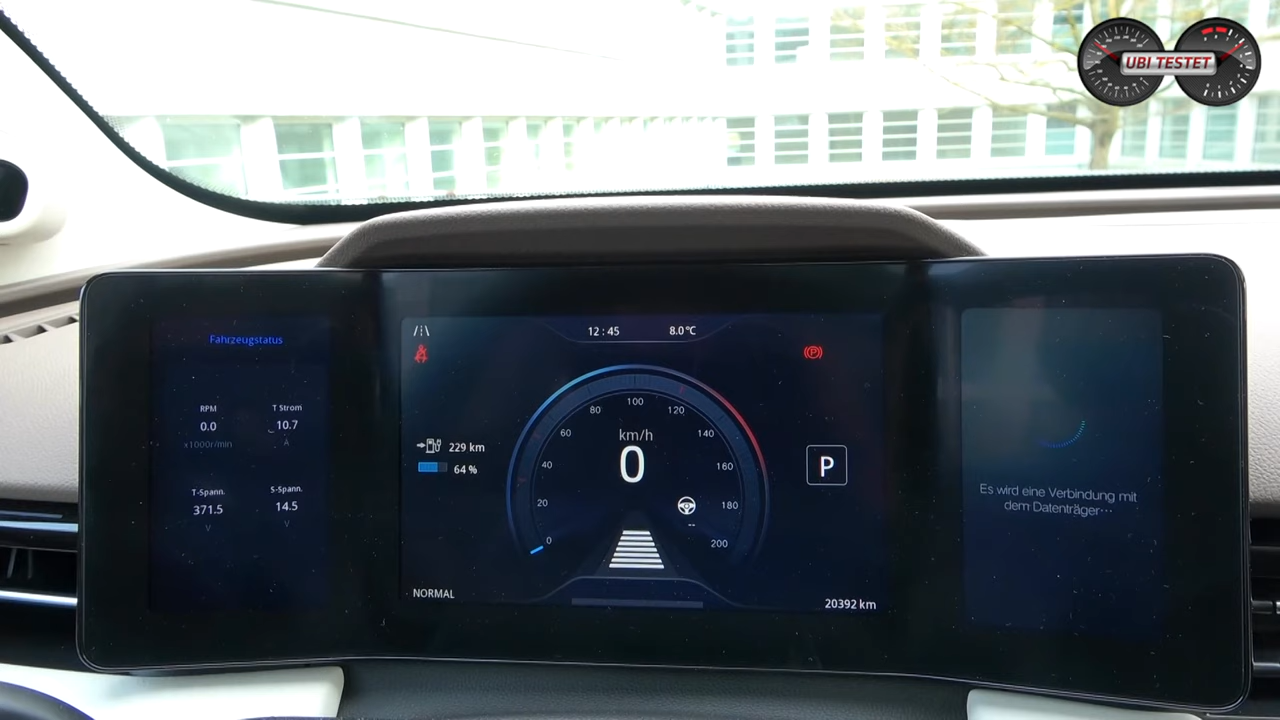 UBI TESTET
Fahrzeugstatus
RPM
0.0
x1000r/min
T Strom
10.7
A
T-Spann.
371.5
V
S-Spann.
14.5
V
12:45
8.0℃
229 km
64 %
km/h
0
0
20
40
60
80
100
120
140
160
180
200
--
P
NORMAL
20392 km
Es wird eine Verbindung mit
dem Datenträger···